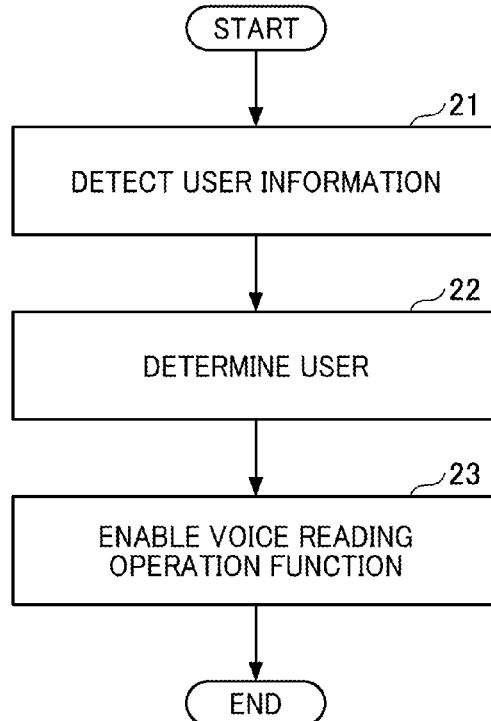 START
21
DETECT USER INFORMATION
22
DETERMINE USER
23
ENABLE VOICE READING
OPERATION FUNCTION
END